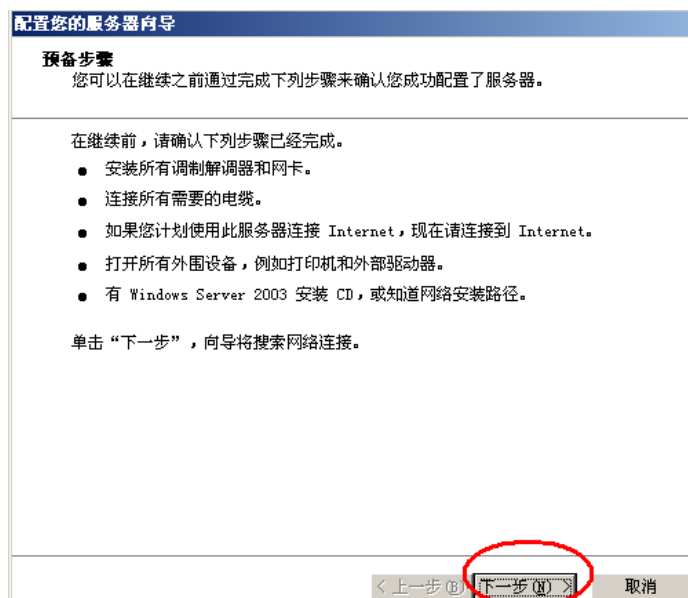 配置您的服务器向导
预备步骤
您可以在继续之前通过完成下列步骤来确认您成功配置了服务器。
在继续前，请确认下列步骤已经完成。
● 安装所有调制解调器和网卡。
● 连接所有需要的电缆。
● 如果您计划使用此服务器连接 Internet，现在请连接到 Internet。
● 打开所有外围设备，例如打印机和外部驱动器。
● 有 Windows Server 2003 安装 CD，或知道网络安装路径。
单击“下一步”，向导将搜索网络连接。
< 上一步(B) 下一步(N) > 取消